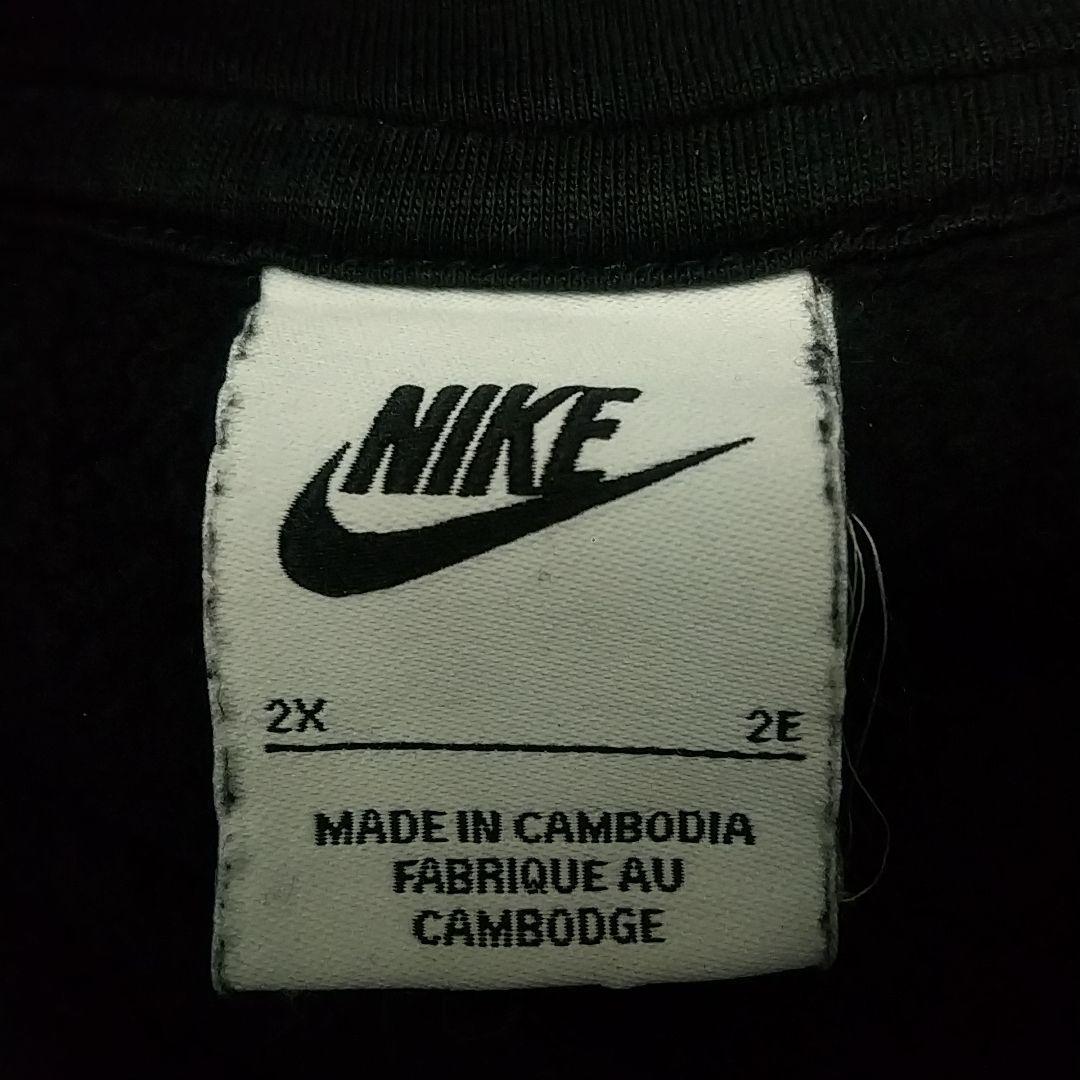 NIKE
2X 2E
MADE IN CAMBODIA
FABRIQUE AU
CAMBODGE